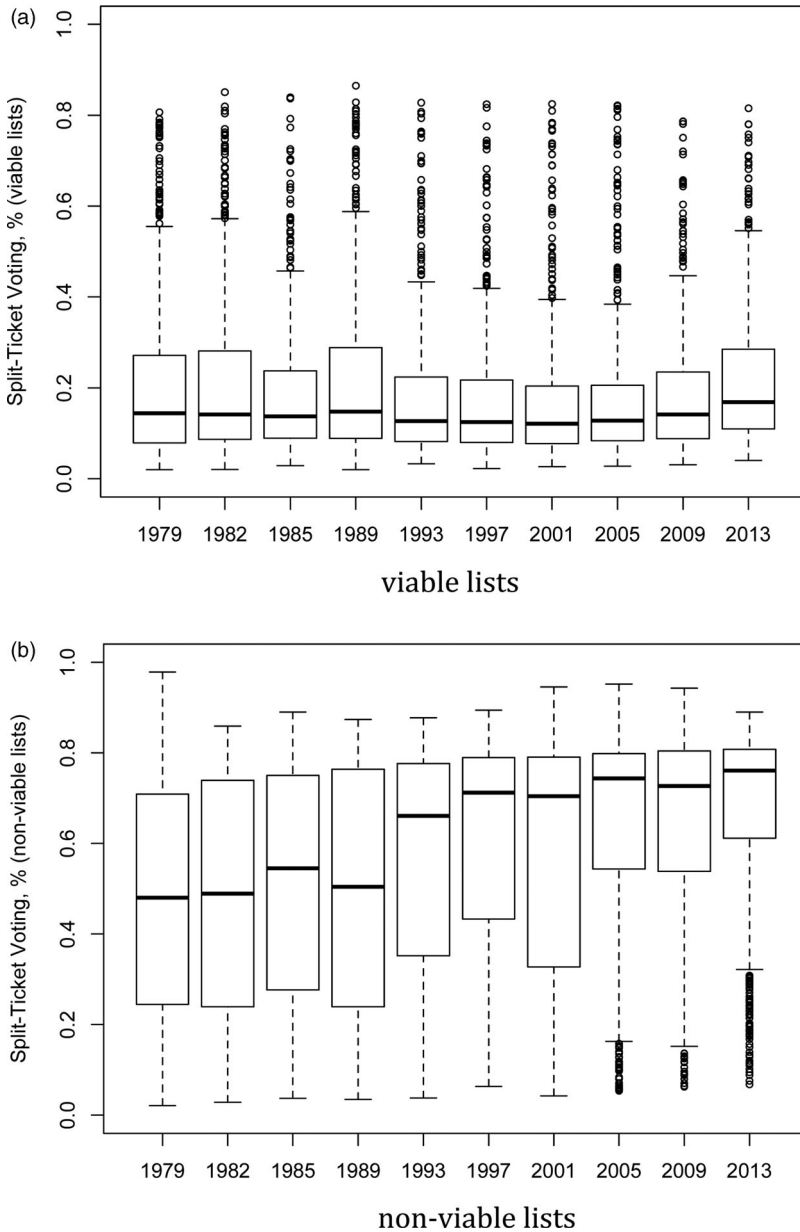 (a)
Split-Ticket Voting, % (viable lists)
1.0
0.8
0.6
0.4
0.2
0.0
1979 1982 1985 1989 1993 1997 2001 2005 2009 2013
viable lists
(b)
Split-Ticket Voting, % (non-viable lists)
1.0
0.8
0.6
0.4
0.2
0.0
1979 1982 1985 1989 1993 1997 2001 2005 2009 2013
non-viable lists